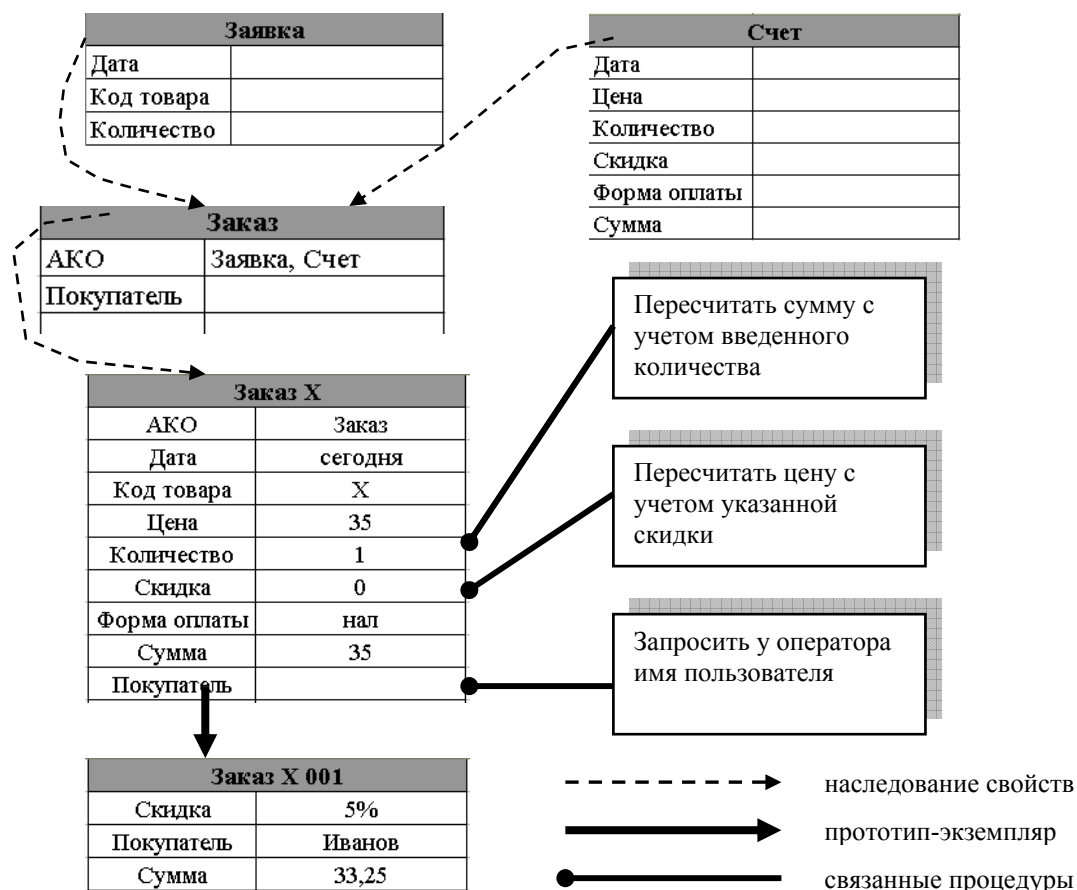 Заявка
Дата
Код товара
Количество
Счет
Дата
Цена
Количество
Скидка
Форма оплаты
Сумма
Заказ
АКО Заявка, Счет
Покупатель
Заказ X
АКО Заказ
Дата сегодня
Код товара X
Цена 35
Количество 1
Скидка 0
Форма оплаты нал
Сумма 35
Покупатель
Пересчитать сумму с
учетом введенного
количества
Пересчитать цену с
учетом указанной
скидки
Запросить у оператора
имя пользователя
Заказ X 001
Скидка 5%
Покупатель Иванов
Сумма 33,25
наследование свойств
прототип-экземпляр
связанные процедуры